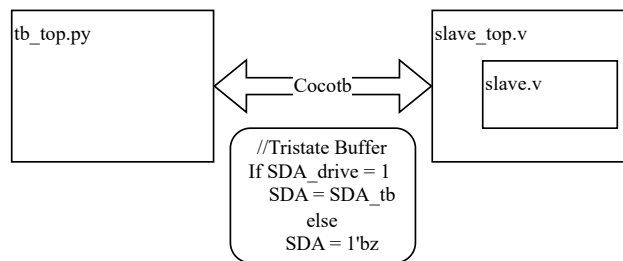 tb_top.py
slave_top.v
slave.v
Cocotb
//Tristate Buffer
If SDA_drive = 1
SDA = SDA_tb
else
SDA = 1'bz